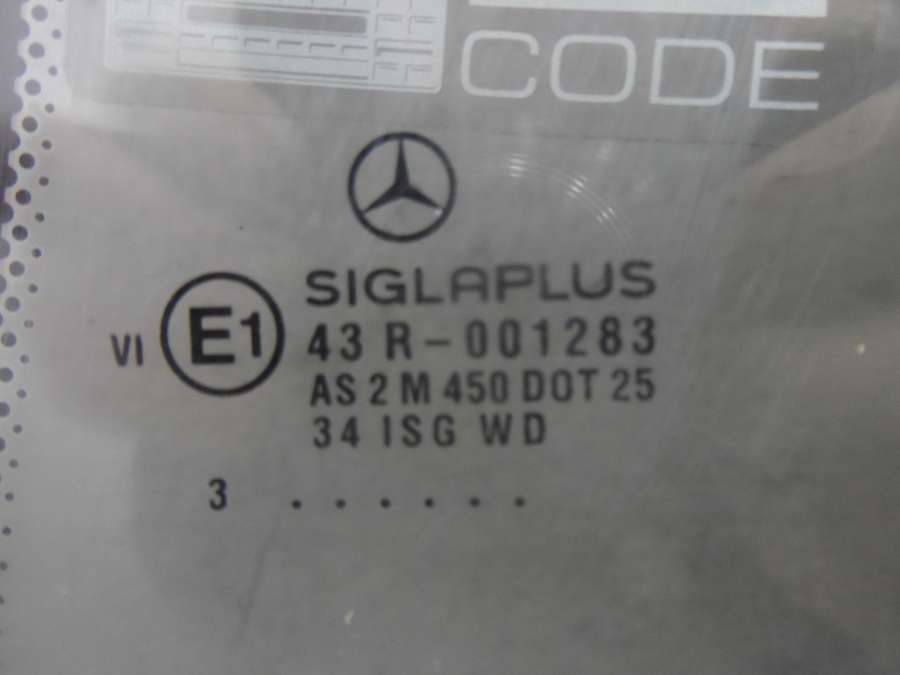 CODE
SIGLAPLUS
VI E1 43 R-001283
AS 2 M 450 DOT 25
34 ISG WD
3 . . . . . .